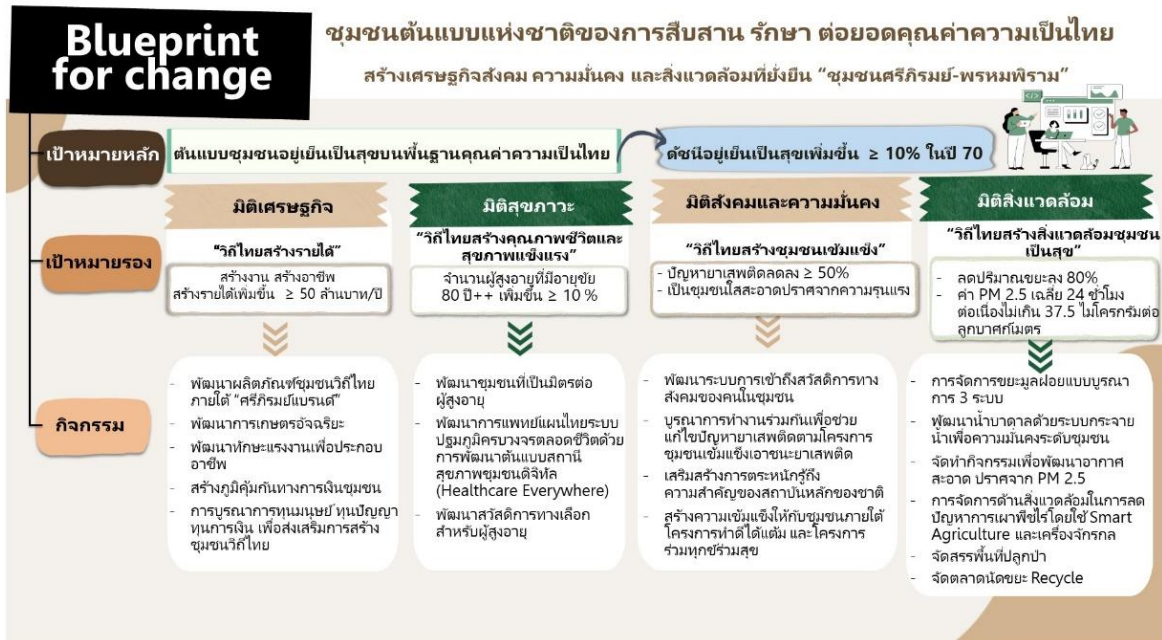 Blueprint
for change
ชุมชนต้นแบบแห่งชาติของการสืบสาน รักษา ต่อยอดคุณค่าความเป็นไทย
สร้างเศรษฐกิจสังคม ความมั่นคง และสิ่งแวดล้อมที่ยั่งยืน “ชุมชนศรีภิรมย์-พรหมพิราม”
เป้าหมายหลัก
ต้นแบบชุมชนอยู่เย็นเป็นสุขบนพื้นฐานคุณค่าความเป็นไทย
ดัชนีอยู่เย็นเป็นสุขเพิ่มขึ้น ≥ 10% ในปี 70
เป้าหมายรอง
มิติเศรษฐกิจ
"วิถีไทยสร้างรายได้”
สร้างงาน สร้างอาชีพ
สร้างรายได้เพิ่มขึ้น ≥ 50 ล้านบาท/ปี
มิติสุขภาวะ
“วิถีไทยสร้างคุณภาพชีวิตและ
สุขภาพแข็งแรง”
จำนวนผู้สูงอายุที่มีอายุขัย
80 ปี++ เพิ่มขึ้น ≥ 10 %
มิติสังคมและความมั่นคง
“วิถีไทยสร้างชุมชนเข้มแข็ง”
- ปัญหายาเสพติดลดลง ≥ 50%
- เป็นชุมชนใสสะอาดปราศจากความรุนแรง
มิติสิ่งแวดล้อม
“วิถีไทยสร้างสิ่งแวดล้อมชุมชน
เป็นสุข”
- ลดปริมาณขยะลง 80%
- ค่า PM 2.5 เฉลี่ย 24 ชั่วโมง
ต่อเนื่องไม่เกิน 37.5 ไมโครกรัมต่อ
ลูกบาศก์เมตร
กิจกรรม
- พัฒนาผลิตภัณฑ์ชุมชนวิถีไทย
ภายใต้ “ศรีภิรมย์แบรนด์”
- พัฒนาการเกษตรอัจฉริยะ
- พัฒนาทักษะแรงงานเพื่อประกอบ
อาชีพ
- สร้างภูมิคุ้มกันทางการเงินชุมชน
- การบูรณาการทุนมนุษย์ ทุนปัญญา
ทุนการเงิน เพื่อส่งเสริมการสร้าง
ชุมชนวิถีไทย
- พัฒนาชุมชนที่เป็นมิตรต่อ
ผู้สูงอายุ
- พัฒนาการแพทย์แผนไทยระบบ
ปฐมภูมิครบวงจรตลอดชีวิตด้วย
การพัฒนาต้นแบบสถานี
สุขภาพชุมชนดิจิทัล
(Healthcare Everywhere)
- พัฒนาสวัสดิการทางเลือก
สำหรับผู้สูงอายุ
- พัฒนาระบบการเข้าถึงสวัสดิการทาง
สังคมของคนในชุมชน
- บูรณาการทำงานร่วมกันเพื่อช่วย
แก้ไขปัญหายาเสพติดตามโครงการ
ชุมชนเข้มแข็งเอาชนะยาเสพติด
- เสริมสร้างการตระหนักรู้ถึง
ความสำคัญของสถาบันหลักของชาติ
- สร้างความเข้มแข็งให้กับชุมชนภายใต้
โครงการทำดีได้แต้ม และโครงการ
ร่วมทุกข์ร่วมสุข
- การจัดการขยะมูลฝอยแบบบูรณา
การ 3 ระบบ
- พัฒนาน้ำบาดาลด้วยระบบกระจาย
น้ำเพื่อความมั่นคงระดับชุมชน
- จัดทำกิจกรรมเพื่อพัฒนาอากาศ
สะอาด ปราศจาก PM 2.5
- การจัดการด้านสิ่งแวดล้อมในการลด
ปัญหาการเผาพืชไร่โดยใช้ Smart
Agriculture และเครื่องจักรกล
- จัดสรรพื้นที่ปลูกป่า
- จัดตลาดนัดขยะ Recycle